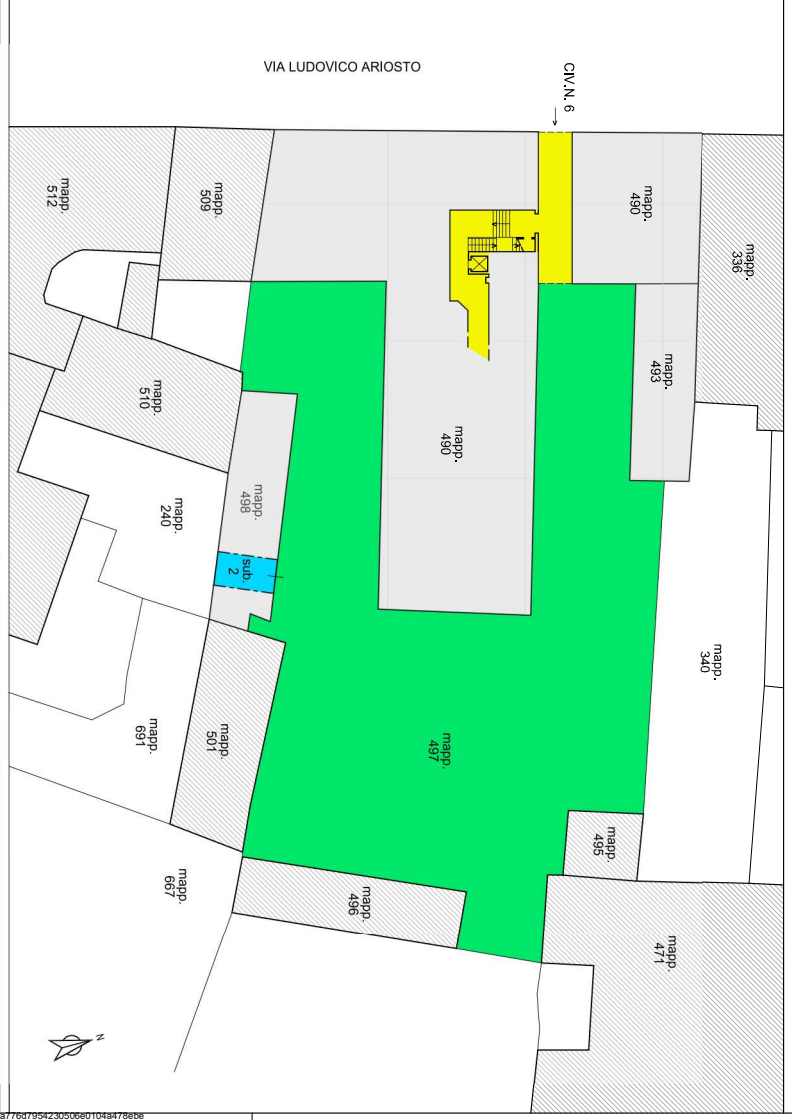 VIA LUDOVICO ARIOSTO
CIV.N. 6
mapp.
512
mapp.
509
mapp.
490
mapp.
336
mapp.
493
mapp.
510
mapp.
490
mapp.
498
mapp.
240
sub.
2
mapp.
340
mapp.
691
mapp.
501
mapp.
497
mapp.
495
mapp.
667
mapp.
496
mapp.
471
N
a776d7954230506e0104a478ebe